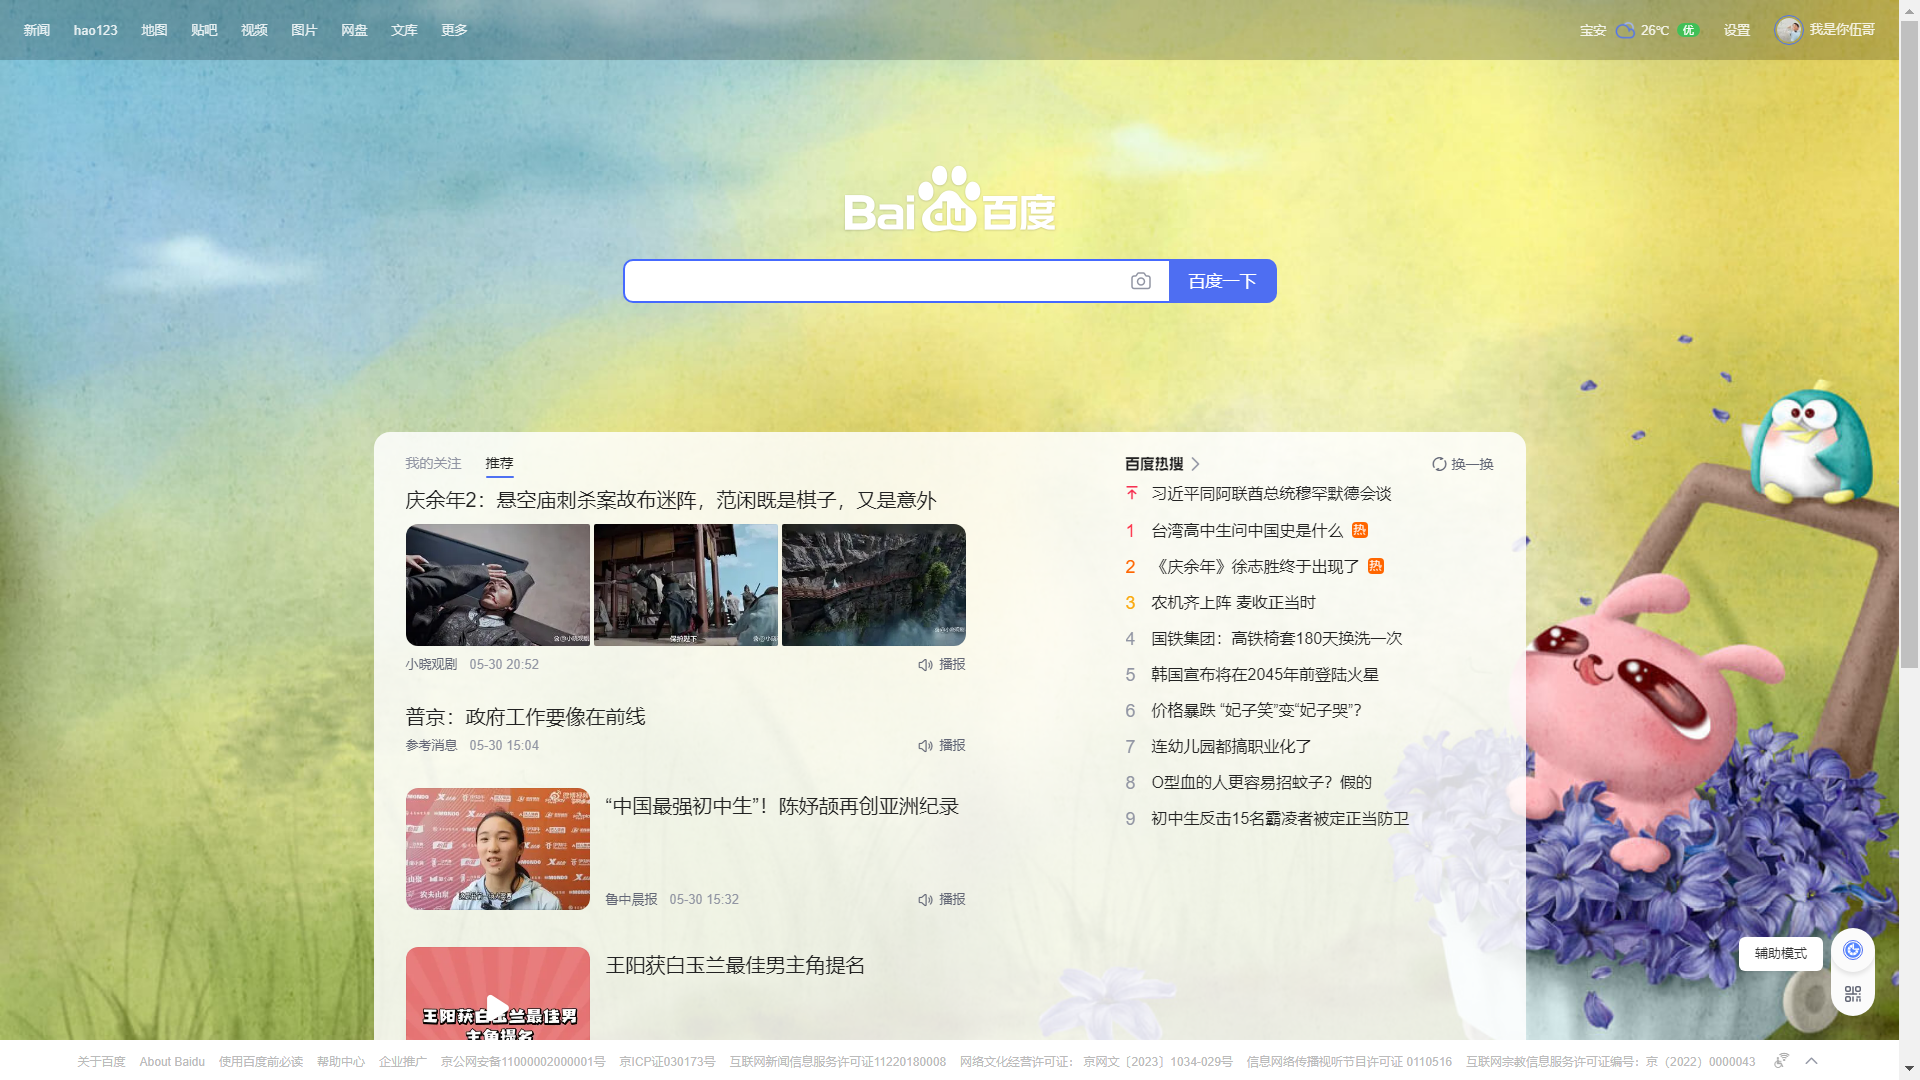 新闻 hao123 地图 贴吧 视频 图片 网盘 文库 更多 宝安 26℃ 优 设置 我是你伍哥
Bai du 百度
百度一下
我的关注 推荐
庆余年2：悬空庙刺杀案故布迷阵，范闲既是棋子，又是意外
保护陛下
小晓观剧 05-30 20:52 播报
普京：政府工作要像在前线
参考消息 05-30 15:04 播报
“中国最强初中生”！陈妤颉再创亚洲纪录
鲁中晨报 05-30 15:32 播报
王阳获白玉兰最佳男主角提名
王阳获白玉兰最佳男
主角提名
百度热搜 换一换
习近平同阿联酋总统穆罕默德会谈
1 台湾高中生问中国史是什么 热
2 《庆余年》徐志胜终于出现了 热
3 农机齐上阵 麦收正当时
4 国铁集团：高铁椅套180天换洗一次
5 韩国宣布将在2045年前登陆火星
6 价格暴跌 “妃子笑”变“妃子哭”？
7 连幼儿园都搞职业化了
8 O型血的人更容易招蚊子？假的
9 初中生反击15名霸凌者被定正当防卫
辅助模式
关于百度 About Baidu 使用百度前必读 帮助中心 企业推广 京公网安备11000002000001号 京ICP证030173号 互联网新闻信息服务许可证11220180008 网络文化经营许可证： 京网文〔2023〕1034-029号 信息网络传播视听节目许可证 0110516 互联网宗教信息服务许可证编号：京（2022）0000043